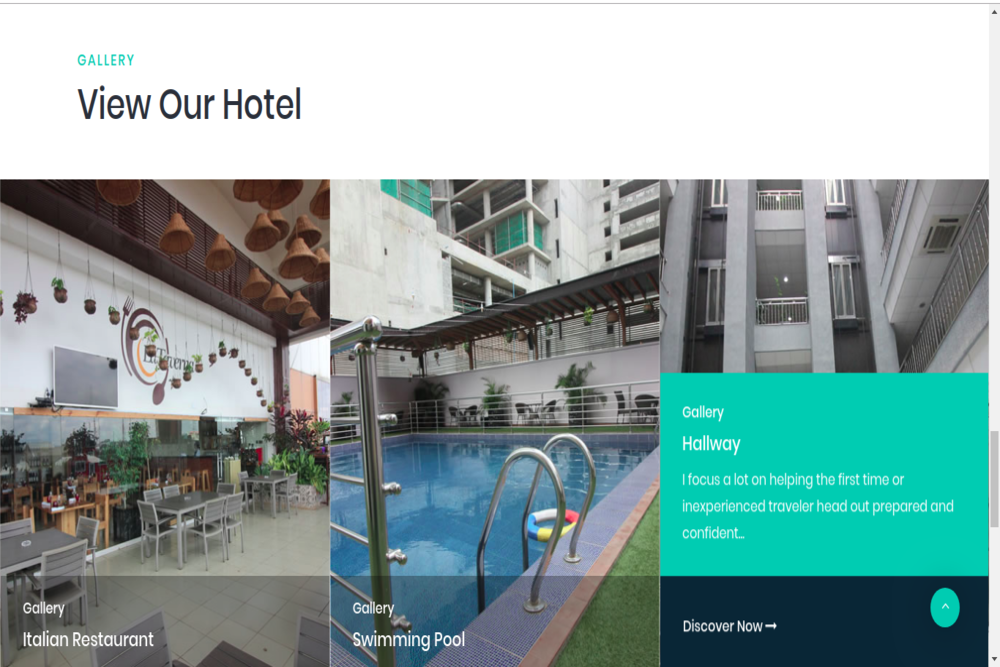 GALLERY
View Our Hotel
Gallery
Italian Restaurant
Gallery
Swimming Pool
Gallery
Hallway
I focus a lot on helping the first time or
inexperienced traveler head out prepared and
confident...
Discover Now